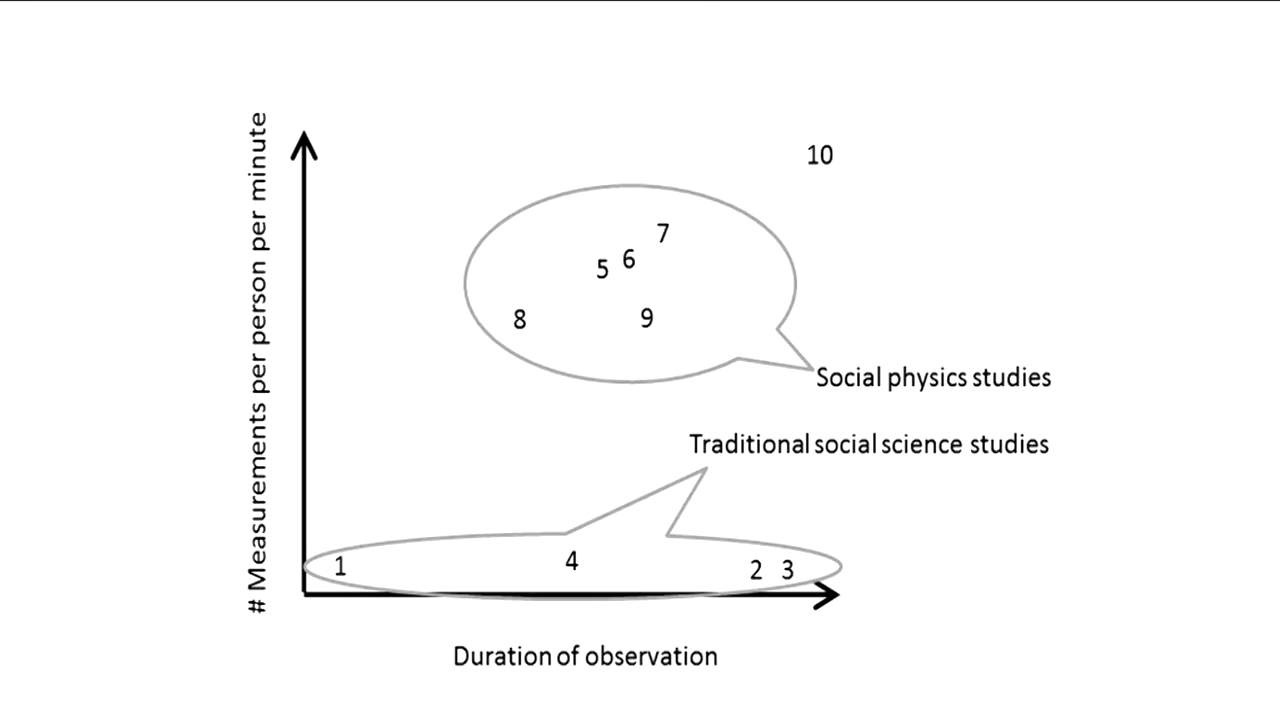 # Measurements per person per minute
10
7
5 6
8 9
Social physics studies
Traditional social science studies
1 4 2 3
Duration of observation